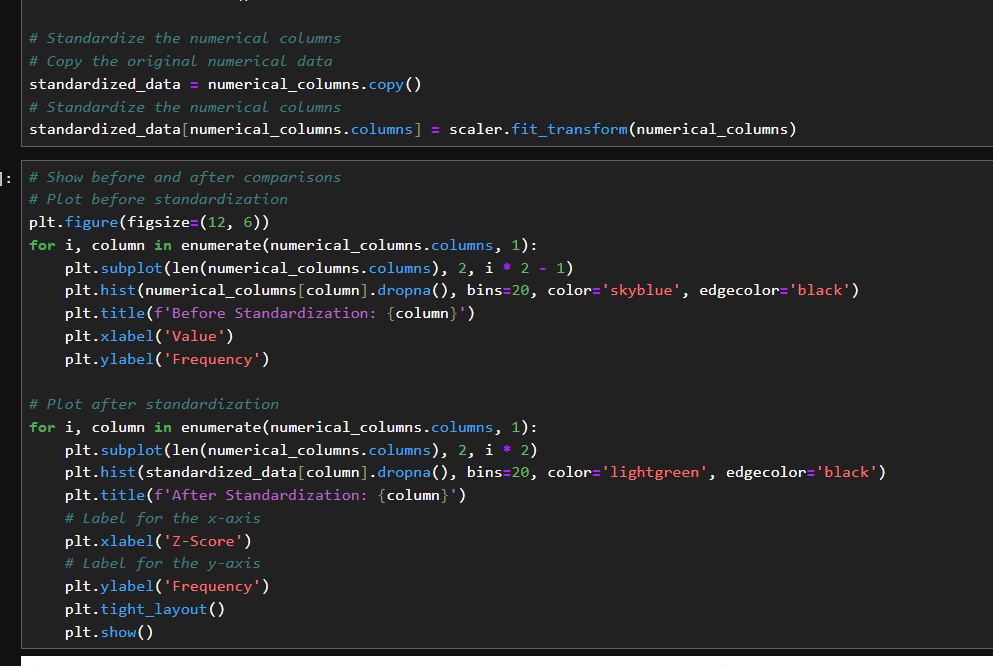 # Standardize the numerical columns
# Copy the original numerical data
standardized_data = numerical_columns.copy()
# Standardize the numerical columns
standardized_data[numerical_columns.columns] = scaler.fit_transform(numerical_columns)
]:
# Show before and after comparisons
# Plot before standardization
plt.figure(figsize=(12, 6))
for i, column in enumerate(numerical_columns.columns, 1):
    plt.subplot(len(numerical_columns.columns), 2, i * 2 - 1)
    plt.hist(numerical_columns[column].dropna(), bins=20, color='skyblue', edgecolor='black')
    plt.title(f'Before Standardization: {column}')
    plt.xlabel('Value')
    plt.ylabel('Frequency')

# Plot after standardization
for i, column in enumerate(numerical_columns.columns, 1):
    plt.subplot(len(numerical_columns.columns), 2, i * 2)
    plt.hist(standardized_data[column].dropna(), bins=20, color='lightgreen', edgecolor='black')
    plt.title(f'After Standardization: {column}')
    # Label for the x-axis
    plt.xlabel('Z-Score')
    # Label for the y-axis
    plt.ylabel('Frequency')
    plt.tight_layout()
    plt.show()